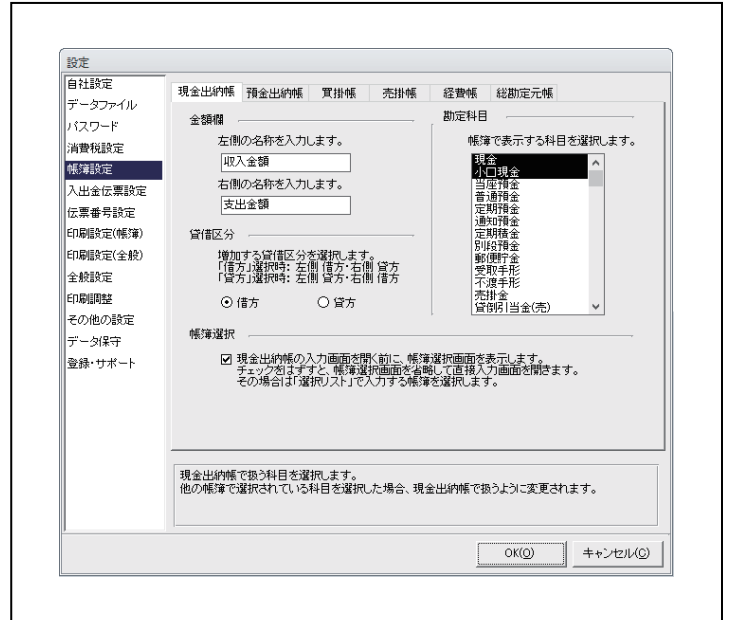 設定
自社設定
データファイル
パスワード
消費税設定
帳簿設定
入出金伝票設定
伝票番号設定
印刷設定(帳簿)
印刷設定(全般)
全般設定
印刷調整
その他の設定
データ保守
登録・サポート
現金出納帳 預金出納帳 買掛帳 売掛帳 経費帳 総勘定元帳
金額欄
左側の名称を入力します。
収入金額
右側の名称を入力します。
支出金額
貸借区分
増加する貸借区分を選択します。
「借方」選択時: 左側 借方・右側 貸方
「貸方」選択時: 左側 貸方・右側 借方
借方 貸方
勘定科目
帳簿で表示する科目を選択します。
現金
小口現金
当座預金
普通預金
定期預金
通知預金
定期積金
別段預金
郵便貯金
受取手形
不渡手形
売掛金
貸倒引当金(売)
帳簿選択
現金出納帳の入力画面を開く前に、帳簿選択画面を表示します。
チェックをはずすと、帳簿選択画面を省略して直接入力画面を開きます。
その場合は「選択リスト」で入力する帳簿を選択します。
現金出納帳で扱う科目を選択します。
他の帳簿で選択されている科目を選択した場合、現金出納帳で扱うように変更されます。
OK(O) キャンセル(C)